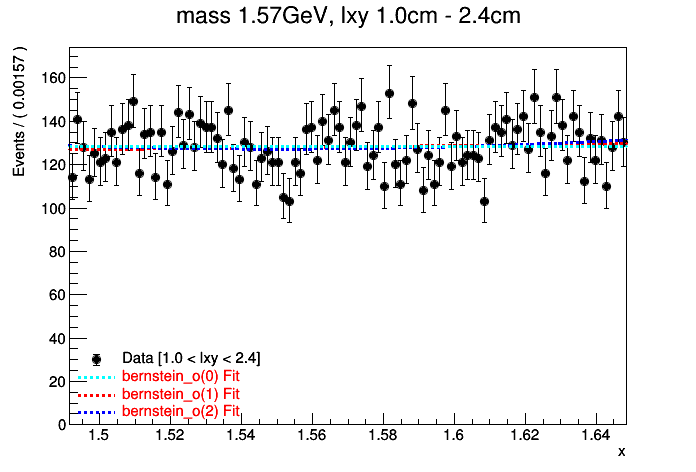 mass 1.57GeV, lxy 1.0cm - 2.4cm
Events / ( 0.00157 )
160
140
120
100
80
60
40
20
0
Data [1.0 < lxy < 2.4]
bernstein_o(0) Fit
bernstein_o(1) Fit
bernstein_o(2) Fit
1.5 1.52 1.54 1.56 1.58 1.6 1.62 1.64
x